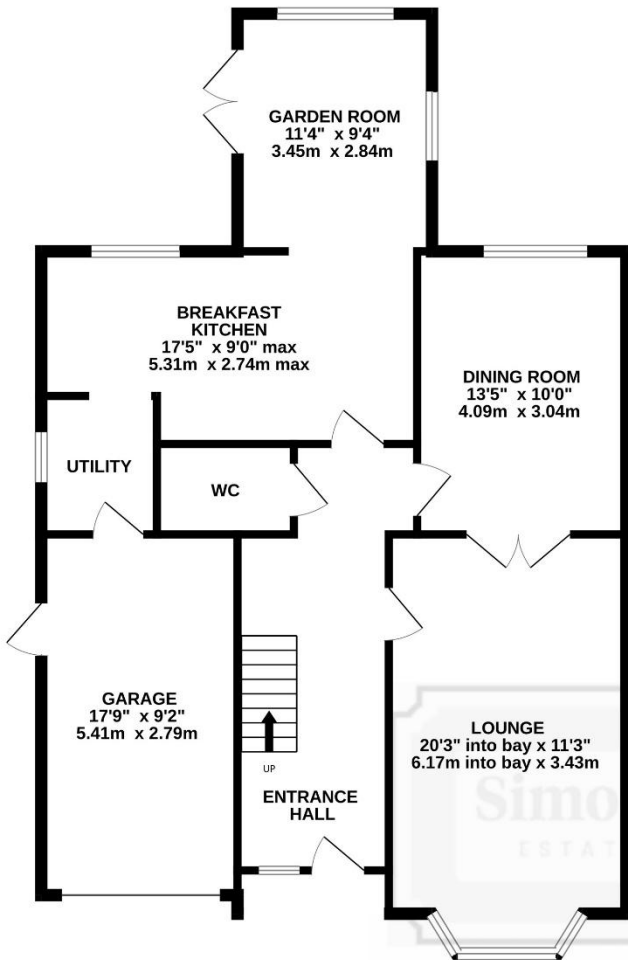 GARDEN ROOM
11'4" x 9'4"
3.45m x 2.84m
BREAKFAST
KITCHEN
17'5" x 9'0" max
5.31m x 2.74m max
DINING ROOM
13'5" x 10'0"
4.09m x 3.04m
UTILITY
WC
GARAGE
17'9" x 9'2"
5.41m x 2.79m
LOUNGE
20'3" into bay x 11'3"
6.17m into bay x 3.43m
UP
ENTRANCE
HALL